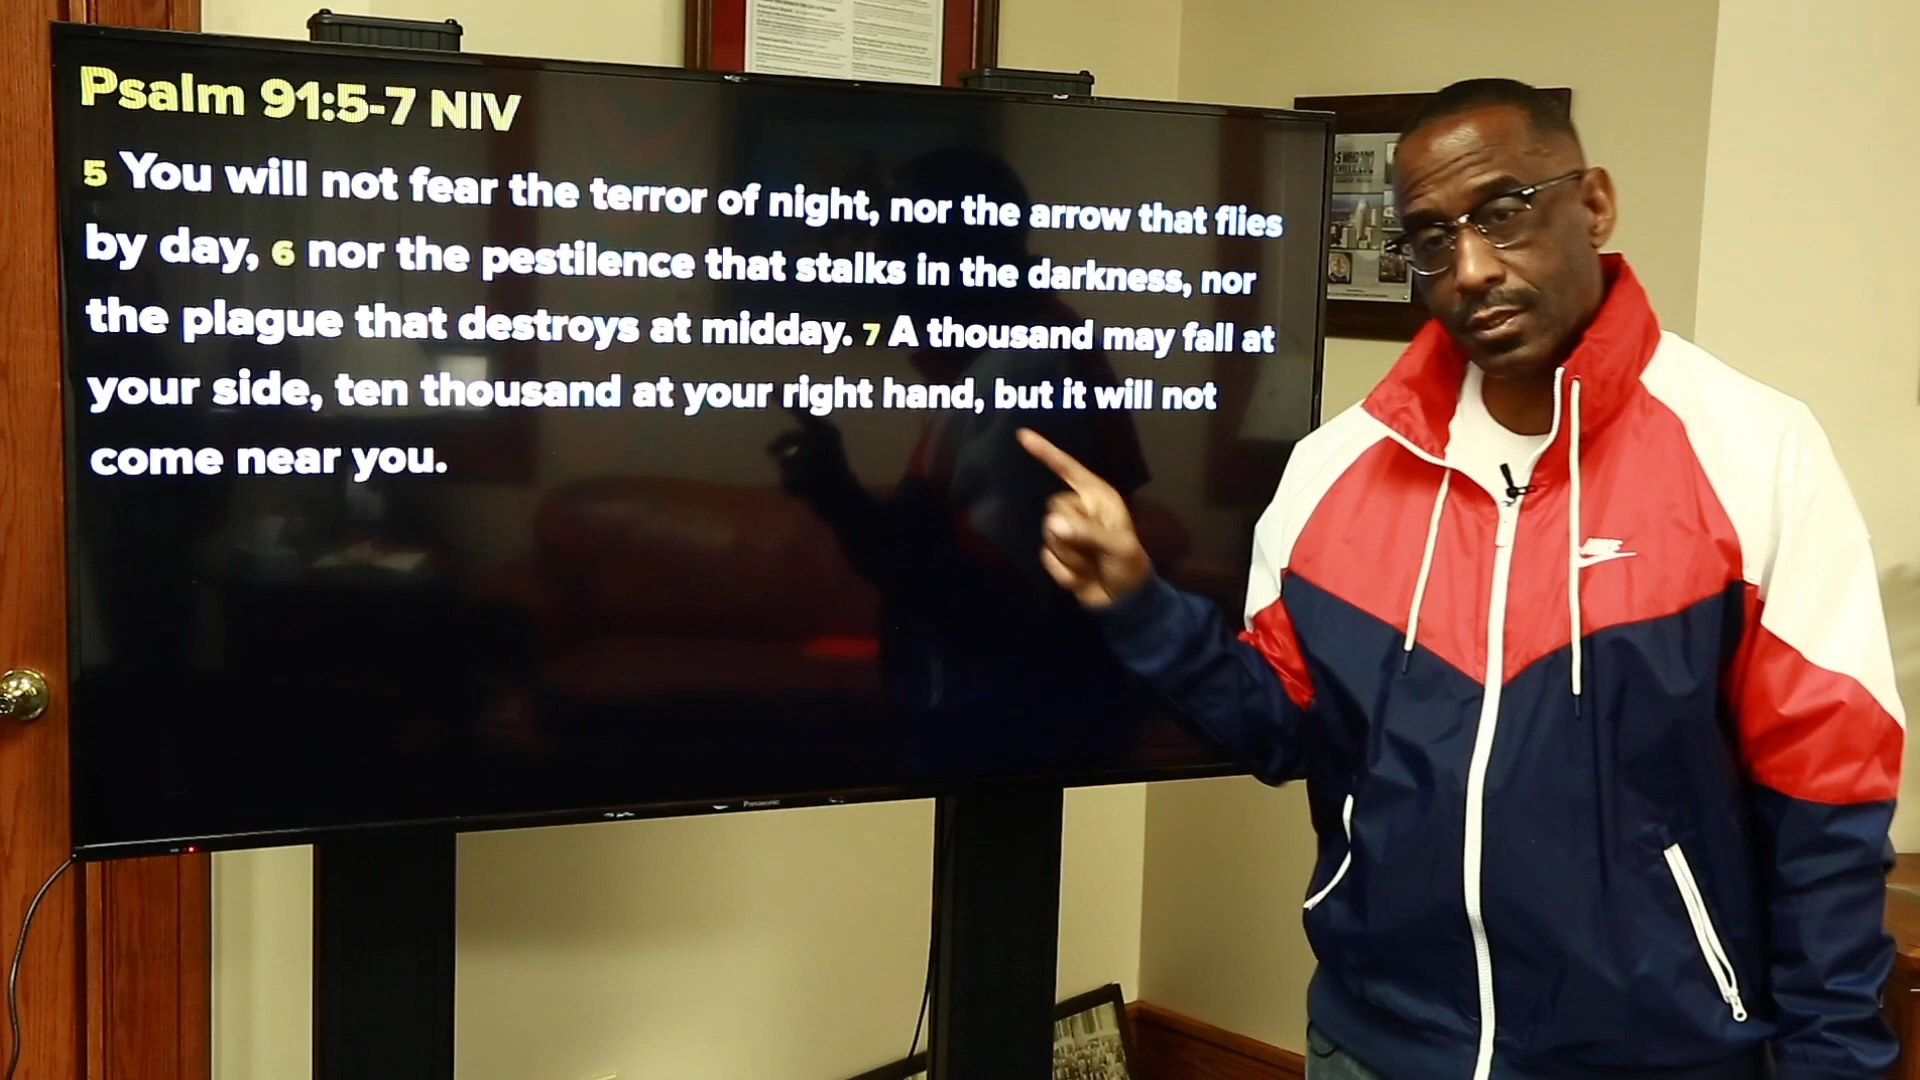 Psalm 91:5-7 NIV
5 You will not fear the terror of night, nor the arrow that flies
by day, 6 nor the pestilence that stalks in the darkness, nor
the plague that destroys at midday. 7 A thousand may fall at
your side, ten thousand at your right hand, but it will not
come near you.
Panasonic
NIKE